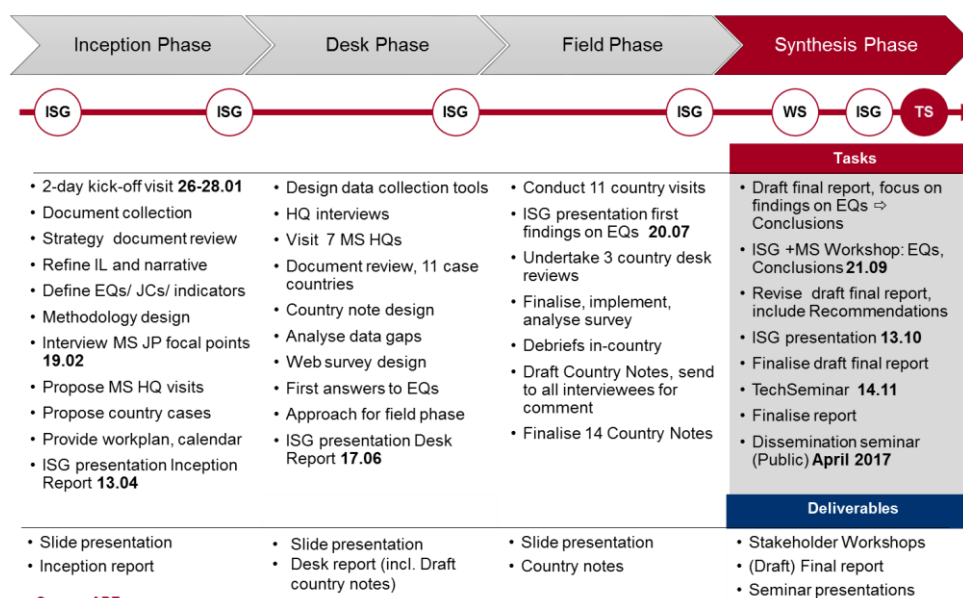 Inception Phase
Desk Phase
Field Phase
Synthesis Phase
ISG
ISG
ISG
ISG
WS
ISG
TS
• 2-day kick-off visit 26-28.01
• Document collection
• Strategy document review
• Refine IL and narrative
• Define EQs/ JCs/ indicators
• Methodology design
• Interview MS JP focal points
19.02
• Propose MS HQ visits
• Propose country cases
• Provide workplan, calendar
• ISG presentation Inception
Report 13.04
• Design data collection tools
• HQ interviews
• Visit 7 MS HQs
• Document review, 11 case
countries
• Country note design
• Analyse data gaps
• Web survey design
• First answers to EQs
• Approach for field phase
• ISG presentation Desk
Report 17.06
• Conduct 11 country visits
• ISG presentation first
findings on EQs 20.07
• Undertake 3 country desk
reviews
• Finalise, implement,
analyse survey
• Debriefs in-country
• Draft Country Notes, send
to all interviewees for
comment
• Finalise 14 Country Notes
Tasks
• Draft final report, focus on
findings on EQs ⇨
Conclusions
• ISG +MS Workshop: EQs,
Conclusions 21.09
• Revise draft final report,
include Recommendations
• ISG presentation 13.10
• Finalise draft final report
• TechSeminar 14.11
• Finalise report
• Dissemination seminar
(Public) April 2017
• Slide presentation
• Inception report
• Slide presentation
• Desk report (incl. Draft
country notes)
• Slide presentation
• Country notes
Deliverables
• Stakeholder Workshops
• (Draft) Final report
• Seminar presentations